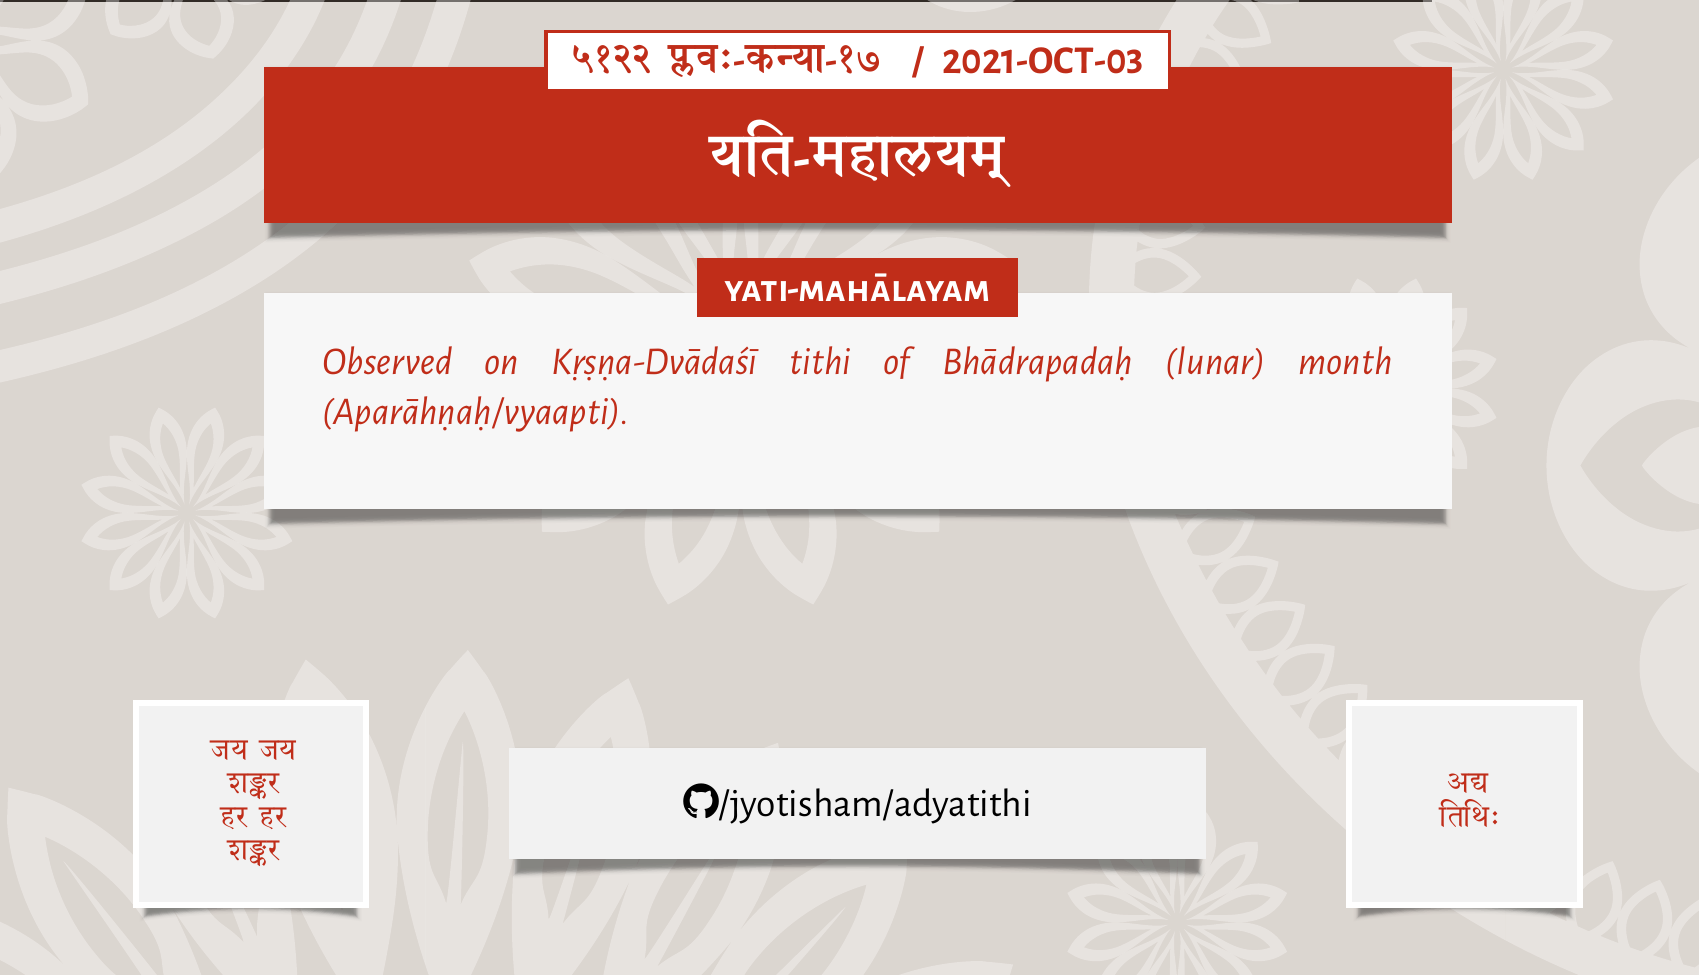 ५१२२ प्लवः-कन्या-१७ / 2021-OCT-03
यति-महालयम्
YATI-MAHĀLAYAM
Observed on Kṛṣṇa-Dvādaśī tithi of Bhādrapadaḥ (lunar) month
(Aparāhṇaḥ/vyaapti).
जय जय
शङ्कर
हर हर
शङ्कर
/jyotisham/adyatithi
अद्य
तिथिः